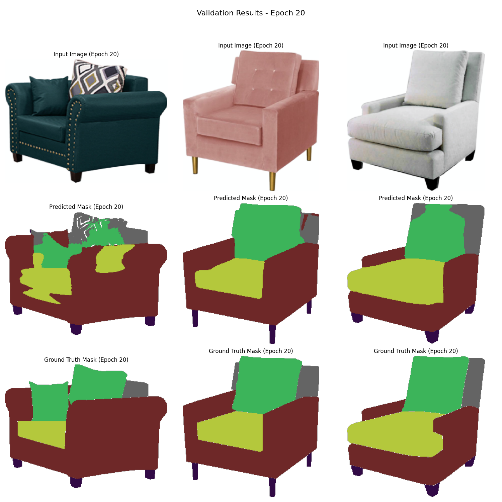 Validation Results - Epoch 20
Input Image (Epoch 20)
Input Image (Epoch 20)
Input Image (Epoch 20)
Predicted Mask (Epoch 20)
Predicted Mask (Epoch 20)
Predicted Mask (Epoch 20)
Ground Truth Mask (Epoch 20)
Ground Truth Mask (Epoch 20)
Ground Truth Mask (Epoch 20)